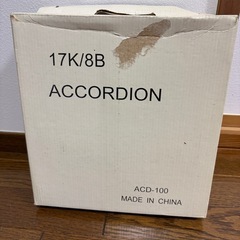 17K/8B
ACCORDION
ACD-100
MADE IN CHINA